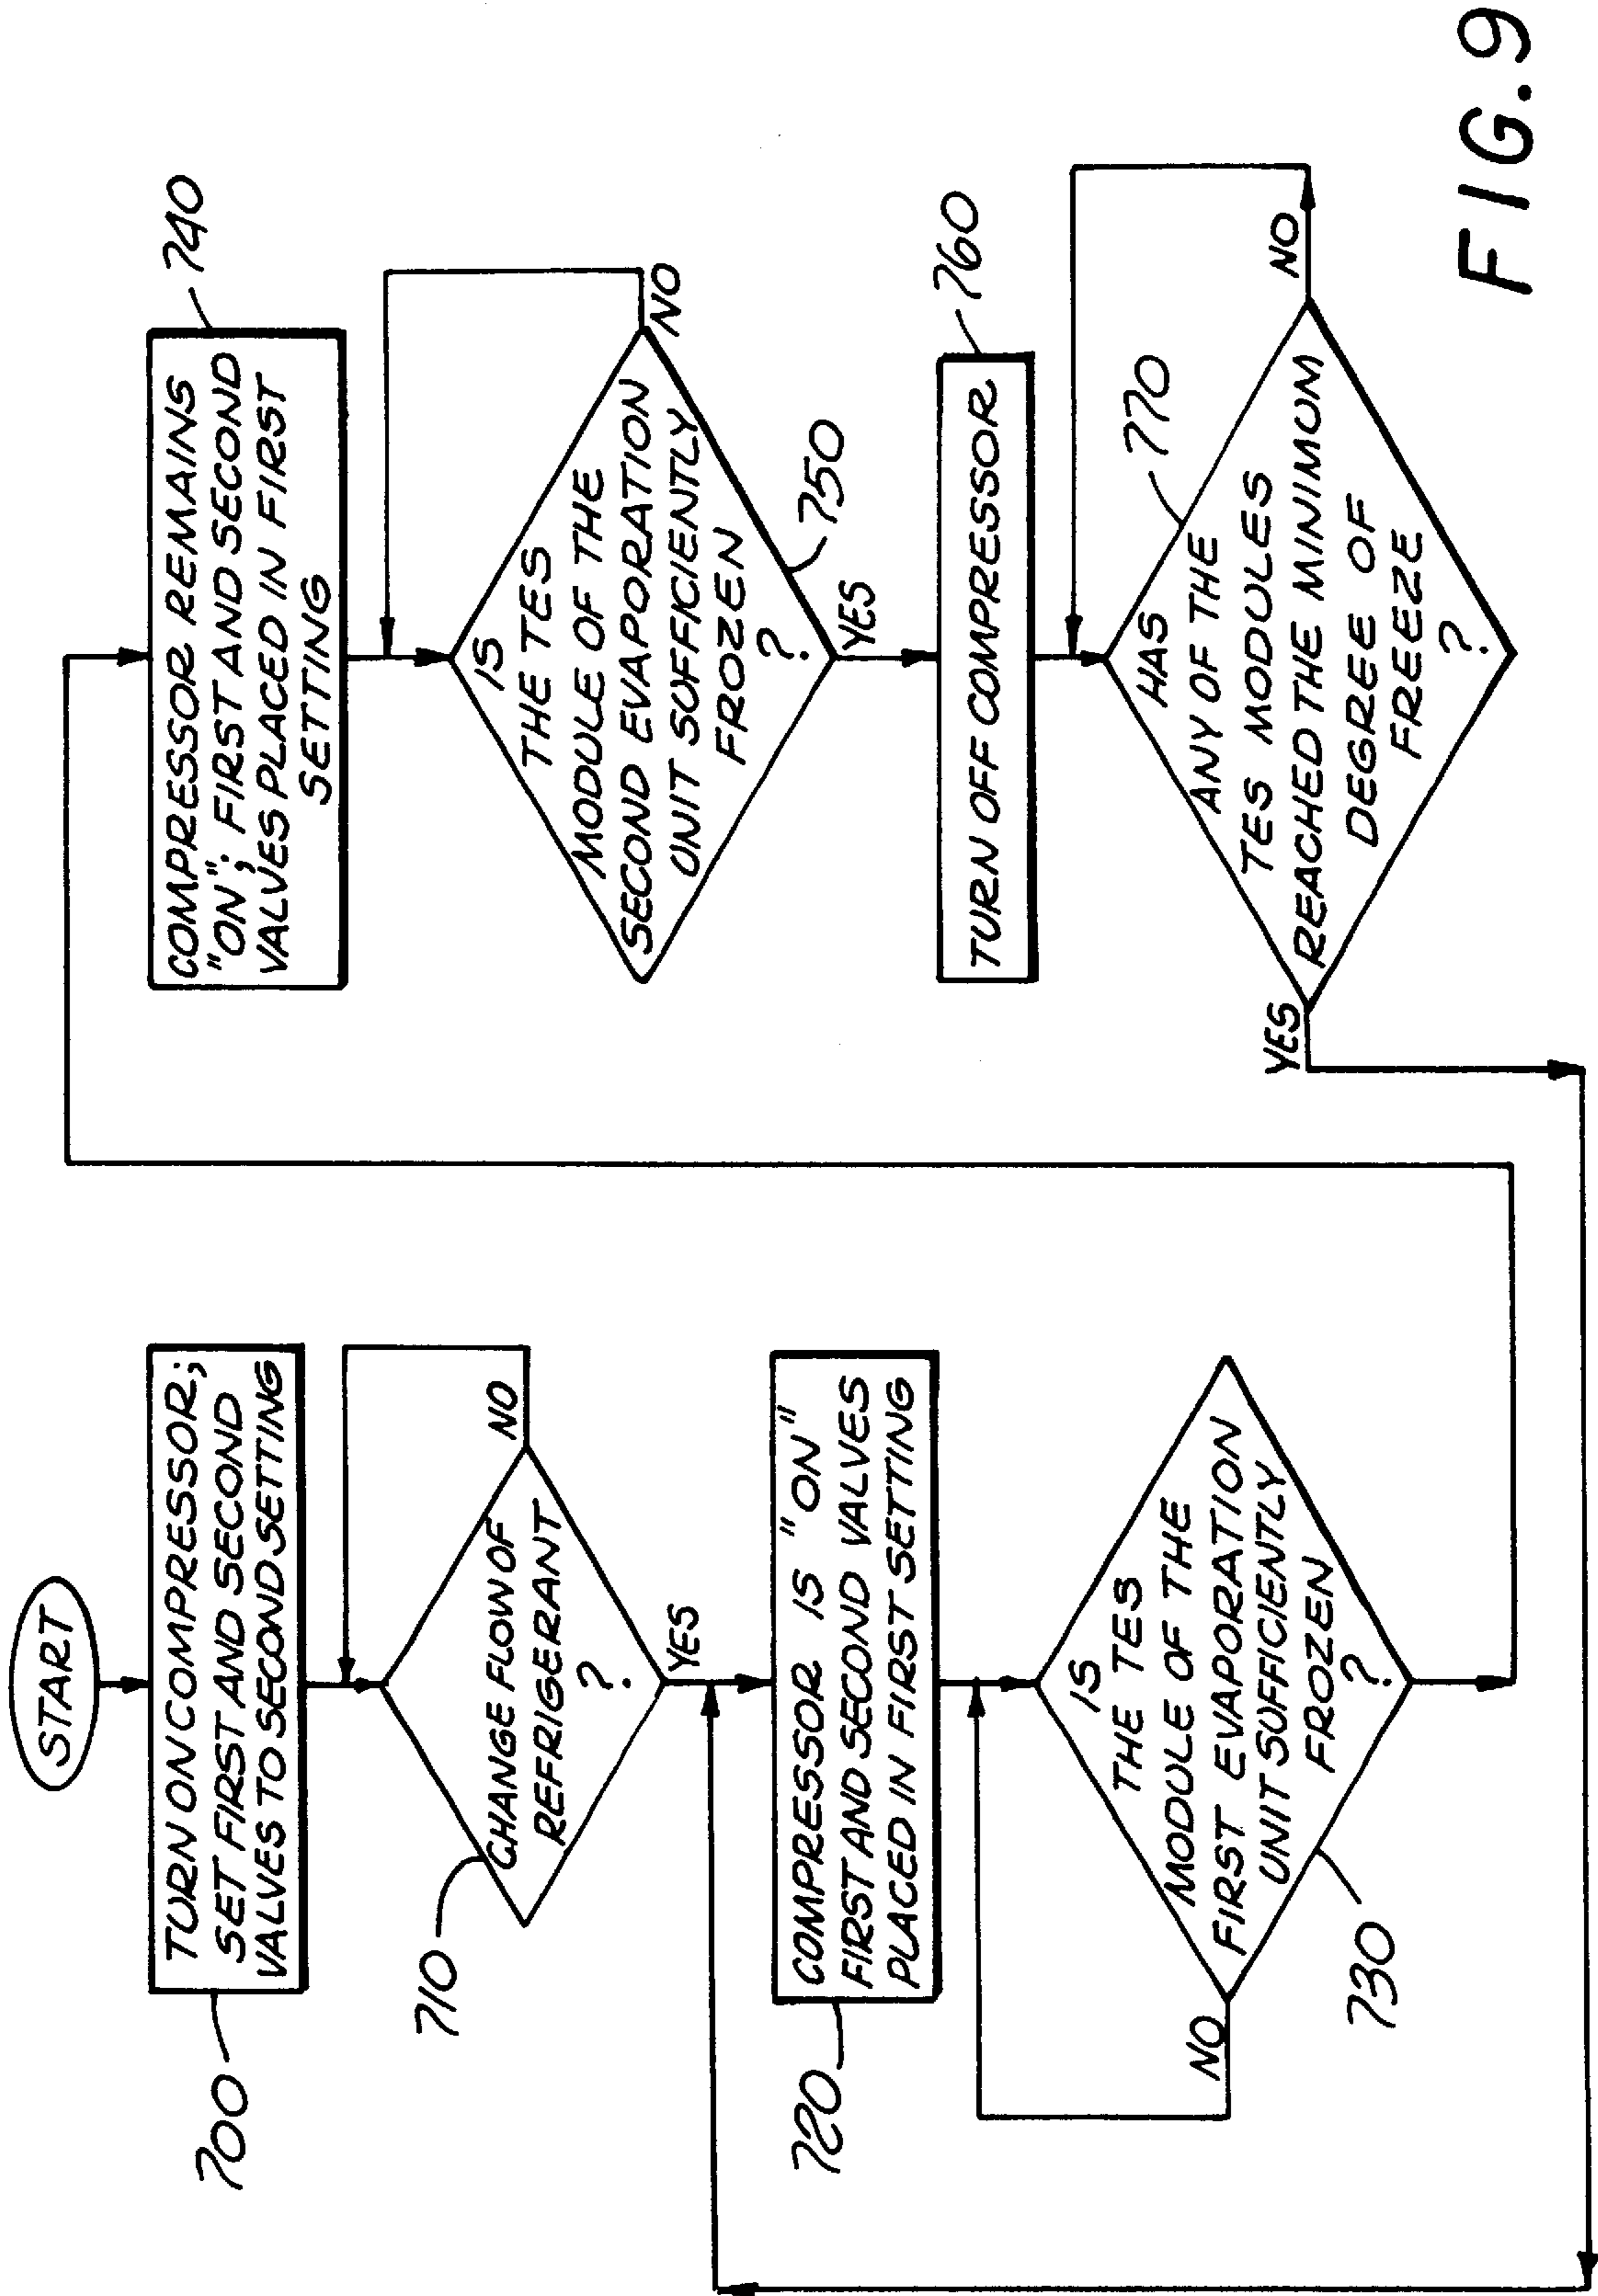 START
TURN ON COMPRESSOR;
SET FIRST AND SECOND
VALVES TO SECOND SETTING
700
CHANGE FLOW OF
REFRIGERANT
?
710
NO
YES
COMPRESSOR IS "ON"
FIRST AND SECOND VALVES
PLACED IN FIRST SETTING
720
IS
THE TES
MODULE OF THE
FIRST EVAPORATION
UNIT SUFFICIENTLY
FROZEN
?
NO
730
COMPRESSOR REMAINS
"ON"; FIRST AND SECOND
VALVES PLACED IN FIRST
SETTING
740
IS
THE TES
MODULE OF THE
SECOND EVAPORATION
UNIT SUFFICIENTLY
FROZEN
?
NO
750
YES
TURN OFF COMPRESSOR
760
HAS
ANY OF THE
TES MODULES
REACHED THE MINIMUM
DEGREE OF
FREEZE
?
770
NO
YES
FIG.9